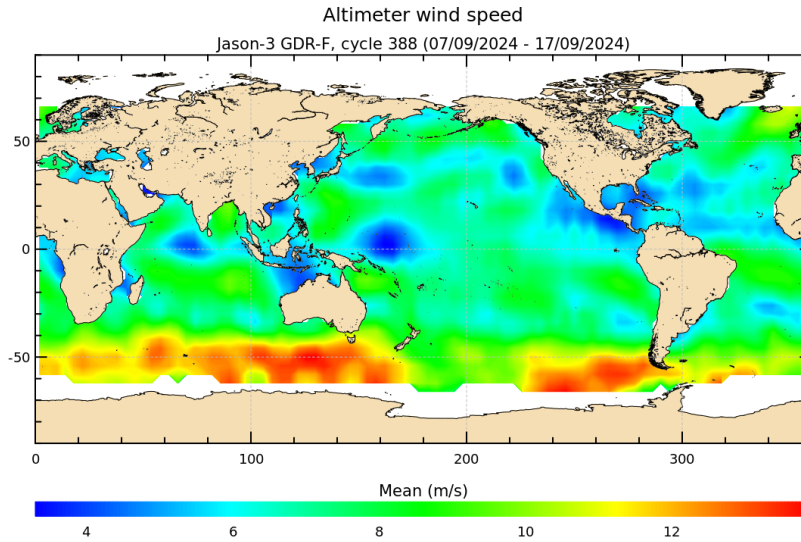 Altimeter wind speed
Jason-3 GDR-F, cycle 388 (07/09/2024 - 17/09/2024)
50
0
-50
0 100 200 300
Mean (m/s)
4 6 8 10 12